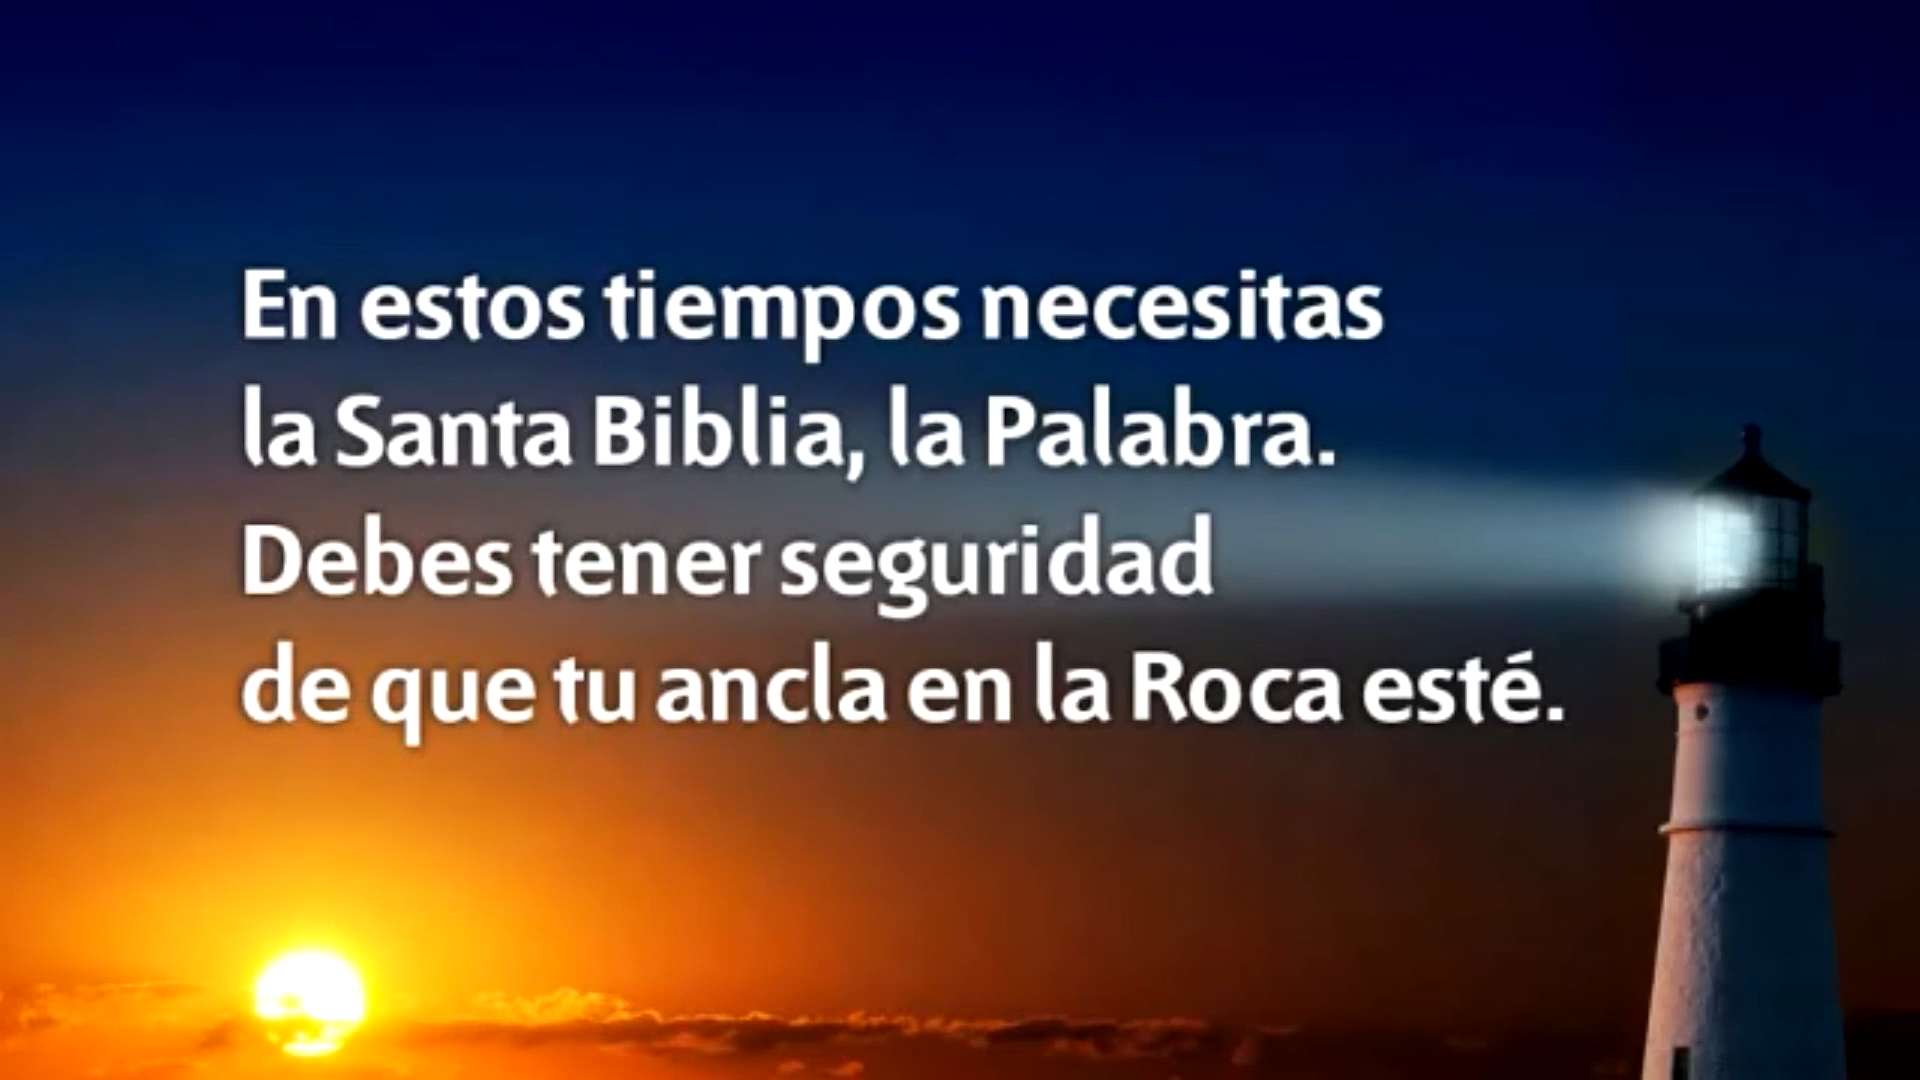 En estos tiempos necesitas
la Santa Biblia, la Palabra.
Debes tener seguridad
de que tu ancla en la Roca esté.